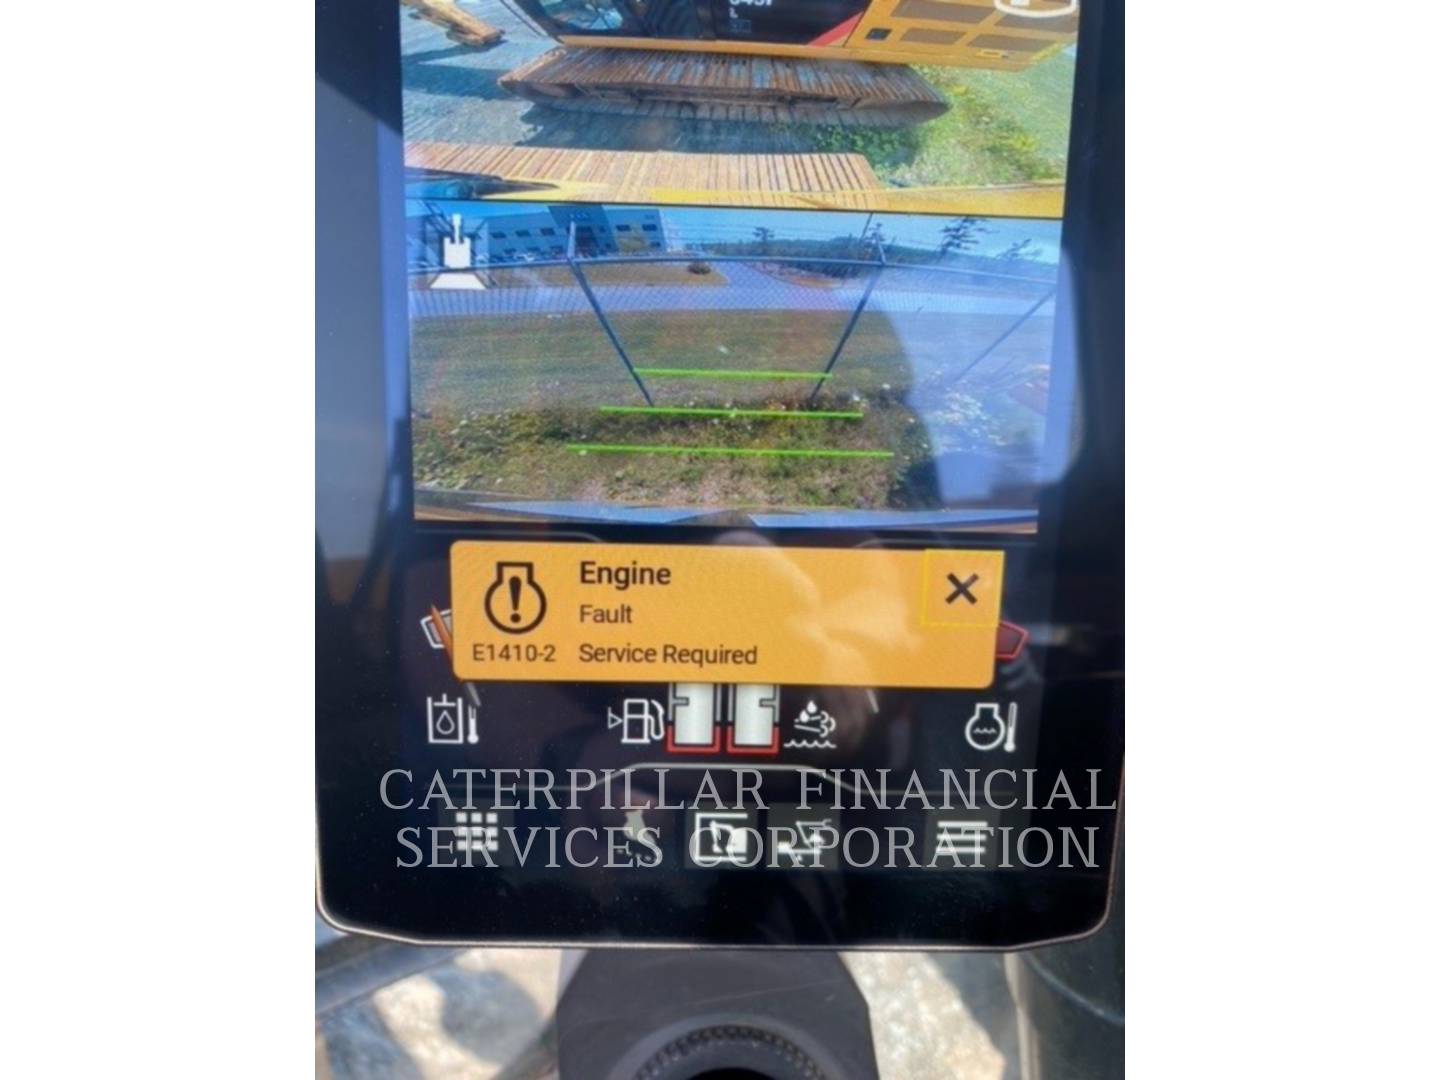 Engine
Fault
E1410-2 Service Required
CATERPILLAR FINANCIAL
SERVICES CORPORATION